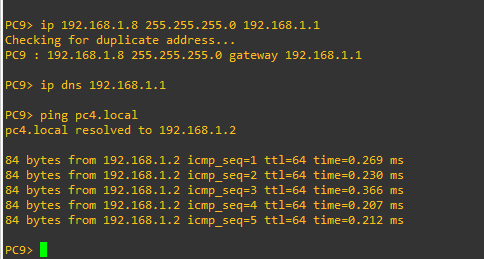 PC9> ip 192.168.1.8 255.255.255.0 192.168.1.1
Checking for duplicate address...
PC9 : 192.168.1.8 255.255.255.0 gateway 192.168.1.1
PC9> ip dns 192.168.1.1
PC9> ping pc4.local
pc4.local resolved to 192.168.1.2
84 bytes from 192.168.1.2 icmp_seq=1 ttl=64 time=0.269 ms
84 bytes from 192.168.1.2 icmp_seq=2 ttl=64 time=0.230 ms
84 bytes from 192.168.1.2 icmp_seq=3 ttl=64 time=0.366 ms
84 bytes from 192.168.1.2 icmp_seq=4 ttl=64 time=0.207 ms
84 bytes from 192.168.1.2 icmp_seq=5 ttl=64 time=0.212 ms
PC9>